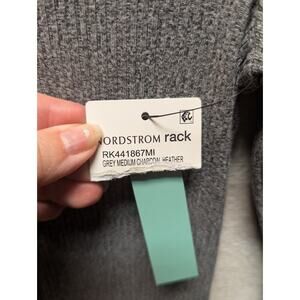 NORDSTROM rack
RK441867MI
GREY MEDIUM CHARCOAL HEATHER